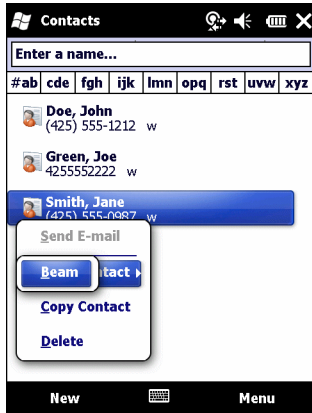 Contacts
Enter a name...
#ab cde fgh ijk lmn opq rst uvw xyz
Doe, John
(425) 555-1212 w
Green, Joe
4255552222 w
Smith, Jane
(425) 555-0987 w
Send E-mail
Beam
Copy Contact
Delete
New Menu